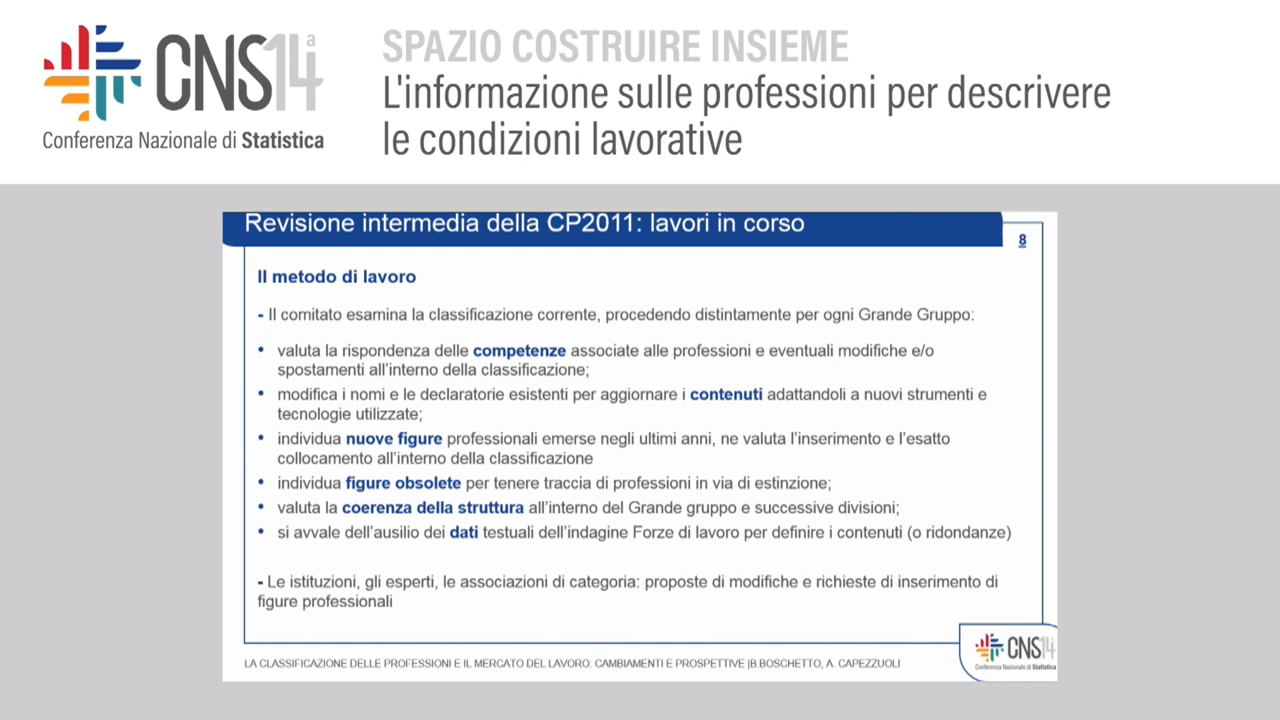 CNS14a
Conferenza Nazionale di Statistica
SPAZIO COSTRUIRE INSIEME
L'informazione sulle professioni per descrivere
le condizioni lavorative
Revisione intermedia della CP2011: lavori in corso
8
Il metodo di lavoro
- Il comitato esamina la classificazione corrente, procedendo distintamente per ogni Grande Gruppo:
• valuta la rispondenza delle competenze associate alle professioni e eventuali modifiche e/o
spostamenti all'interno della classificazione;
• modifica i nomi e le declaratorie esistenti per aggiornare i contenuti adattandoli a nuovi strumenti e
tecnologie utilizzate;
• individua nuove figure professionali emerse negli ultimi anni, ne valuta l'inserimento e l'esatto
collocamento all'interno della classificazione
• individua figure obsolete per tenere traccia di professioni in via di estinzione;
• valuta la coerenza della struttura all'interno del Grande gruppo e successive divisioni;
• si avvale dell'ausilio dei dati testuali dell'indagine Forze di lavoro per definire i contenuti (o ridondanze)
- Le istituzioni, gli esperti, le associazioni di categoria: proposte di modifiche e richieste di inserimento di
figure professionali
LA CLASSIFICAZIONE DELLE PROFESSIONI E IL MERCATO DEL LAVORO: CAMBIAMENTI E PROSPETTIVE |B.BOSCHETTO, A. CAPEZZUOLI
CNS14
Conferenza Nazionale di Statistica